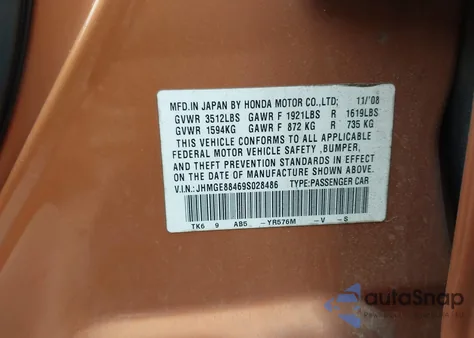 MFD. IN JAPAN BY HONDA MOTOR CO.,LTD; 11/'08
GVWR 3512LBS GAWR F 1921LBS R 1619LBS
GVWR 1594KG GAWR F 872 KG R 735 KG
THIS VEHICLE CONFORMS TO ALL APPLICABLE
FEDERAL MOTOR VEHICLE SAFETY ,BUMPER,
AND THEFT PREVENTION STANDARDS IN EFFECT
ON THE DATE OF MANUFACTURE SHOWN ABOVE.
V.I.N.:JHMGE88469S028486 TYPE:PASSENGER CAR
TK6 9 AB5 -YR576M -V -S
autoSnap